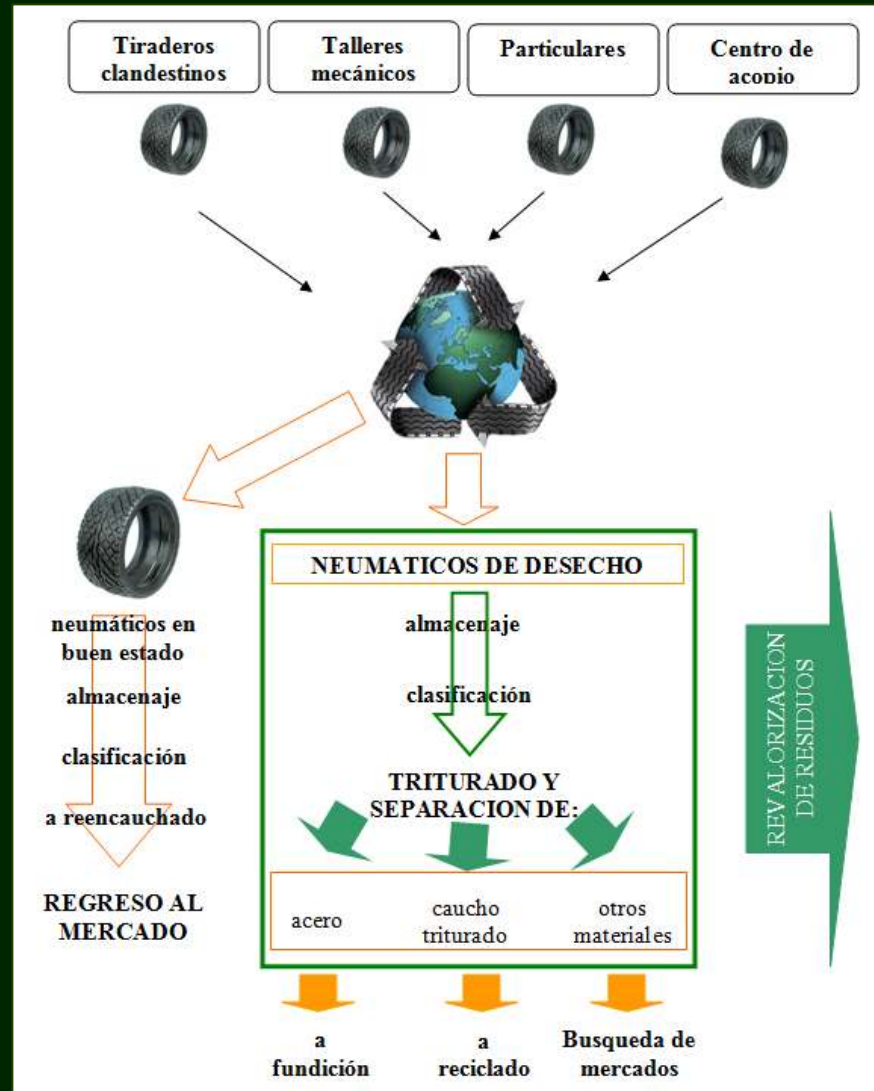 Tiraderos
clandestinos
Talleres
mecánicos
Particulares
Centro de
acopio
neumáticos en
buen estado
almacenaje
clasificación
a reencauchado
REGRESO AL
MERCADO
NEUMATICOS DE DESECHO
almacenaje
clasificación
TRITURADO Y
SEPARACION DE:
acero
caucho
triturado
otros
materiales
a
fundición
a
reciclado
Busqueda de
mercados
REVALORIZACION
DE RESIDUOS